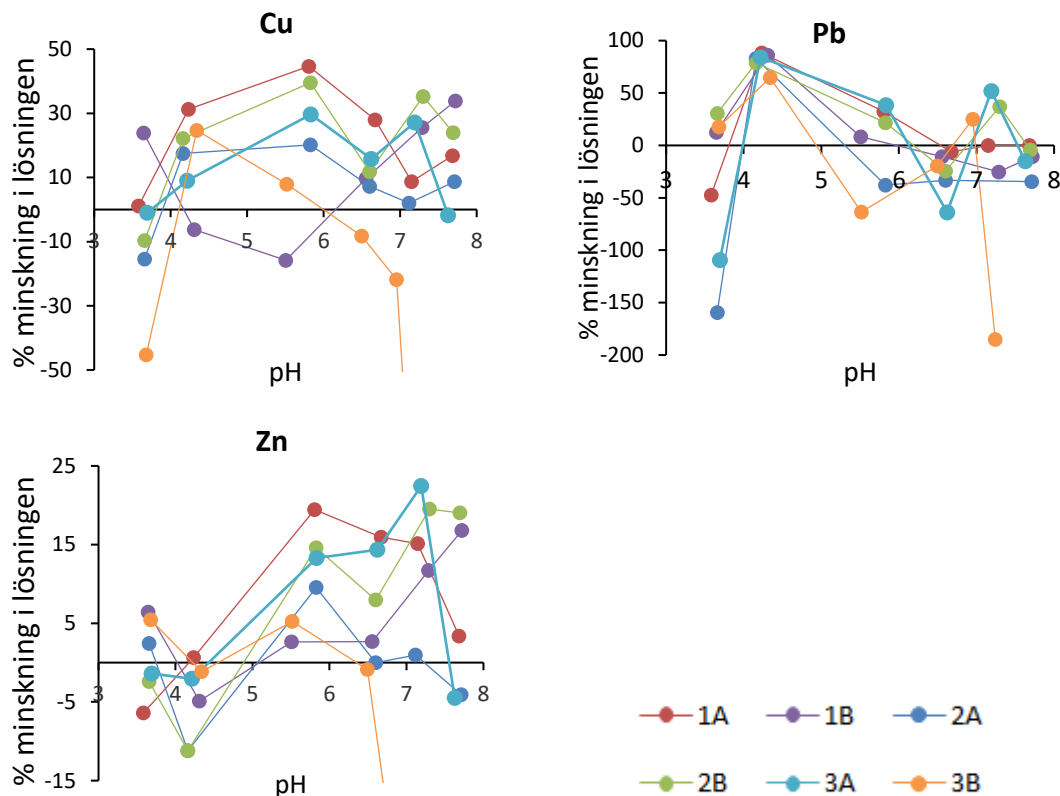 Cu
% minskning i lösningen
50
30
10
-10
-30
-50
3 4 5 6 7 8
pH
Pb
% minskning i lösningen
100
50
0
-50
-100
-150
-200
3 4 5 6 7 8
pH
Zn
% minskning i lösningen
25
15
5
-5
-15
3 4 5 6 7 8
pH
1A 1B 2A
2B 3A 3B